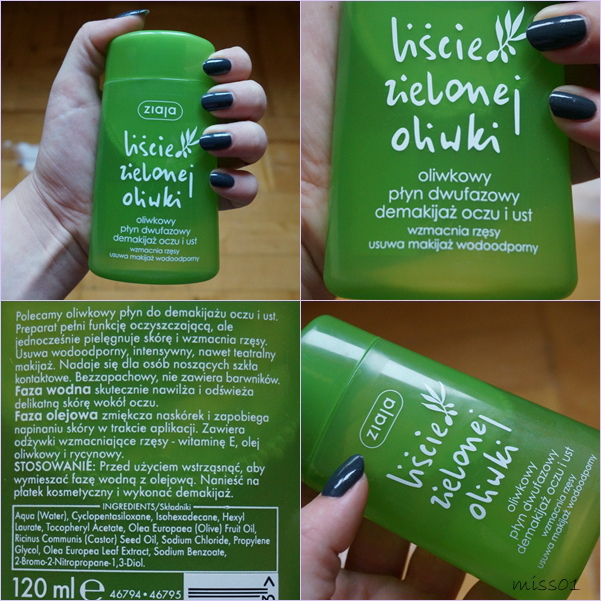 ziaja
liście
zielonej
oliwki
oliwkowy
płyn dwufazowy
demakijaż oczu i ust
wzmacnia rzęsy
usuwa makijaż wodoodporny
liście
zielonej
oliwki
oliwkowy
płyn dwufazowy
demakijaż oczu i ust
wzmacnia rzęsy
usuwa makijaż wodoodporny
Polecamy oliwkowy płyn do demakijażu oczu i ust.
Preparat pełni funkcję oczyszczającą, ale
jednocześnie pielęgnuje skórę i wzmacnia rzęsy.
Usuwa wodoodporny, intensywny, nawet teatralny
makijaż. Nadaje się dla osób noszących szkła
kontaktowe. Bezzapachowy, nie zawiera barwników.
Faza wodna skutecznie nawilża i odświeża
delikatną skórę wokół oczu.
Faza olejowa zmiękcza naskórek i zapobiega
napinaniu skóry w trakcie aplikacji. Zawiera
odżywki wzmacniające rzęsy - witaminę E, olej
oliwkowy i rycynowy.
STOSOWANIE: Przed użyciem wstrząsnąć, aby
wymieszać fazę wodną z olejową. Nanieść na
płatek kosmetyczny i wykonać demakijaż.
INGREDIENTS/Składniki
Aqua (Water), Cyclopentasiloxane, Isohexadecane, Hexyl
Laurate, Tocopheryl Acetate, Olea Europaea (Olive) Fruit Oil,
Ricinus Communis (Castor) Seed Oil, Sodium Chloride, Propylene
Glycol, Olea Europea Leaf Extract, Sodium Benzoate,
2-Bromo-2-Nitropropane-1,3-Diol.
120 ml e 46794 - 46795
ziaja
liście
zielonej
oliwki
oliwkowy
płyn dwufazowy
demakijaż oczu i ust
wzmacnia rzęsy
usuwa makijaż wodoodporny
miss01